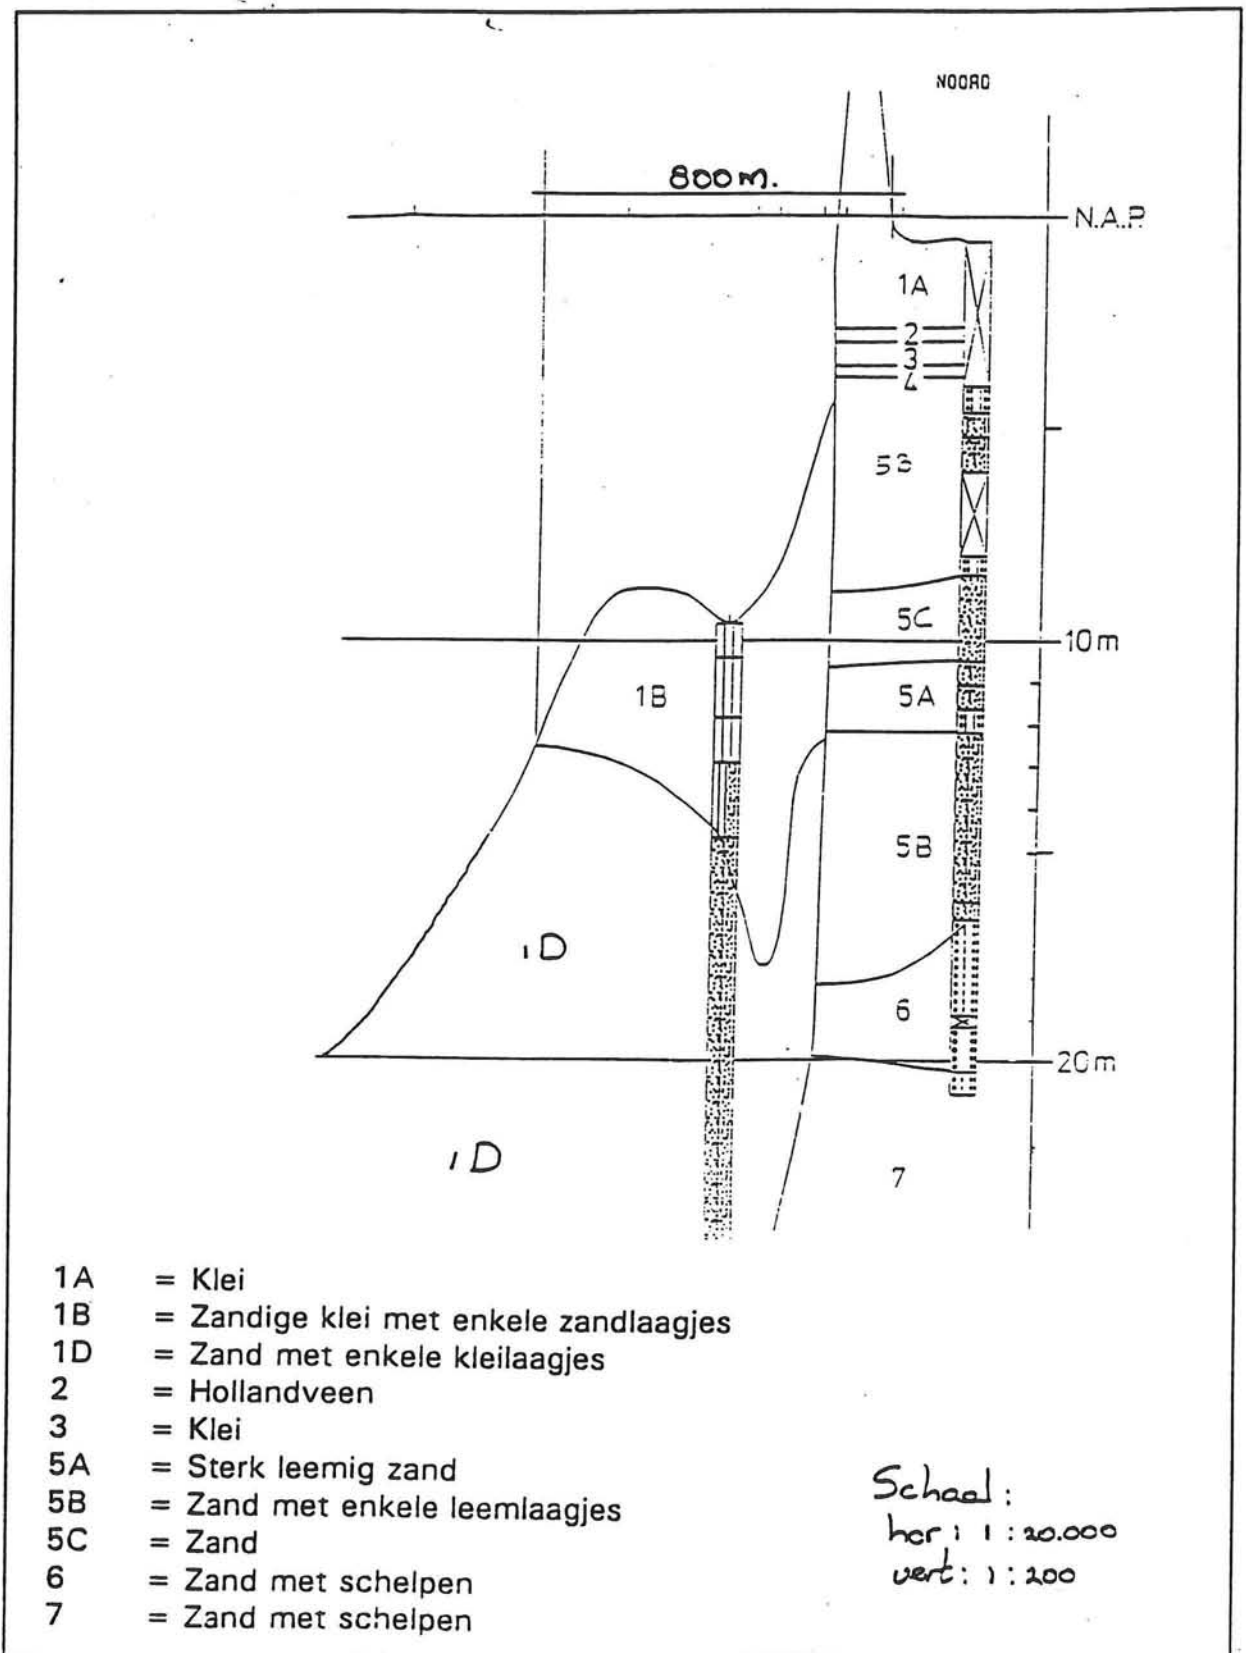 NOORD
800 m.
N.A.P.
1A
2
3
4
5B
5C
10 m
1B
5A
5B
1D
6
20 m
1D
7
1A = Klei
1B = Zandige klei met enkele zandlaagjes
1D = Zand met enkele kleilaagjes
2 = Hollandveen
3 = Klei
5A = Sterk leemig zand
5B = Zand met enkele leemlaagjes
5C = Zand
6 = Zand met schelpen
7 = Zand met schelpen
Schaal:
hor: 1:20.000
vert: 1:200